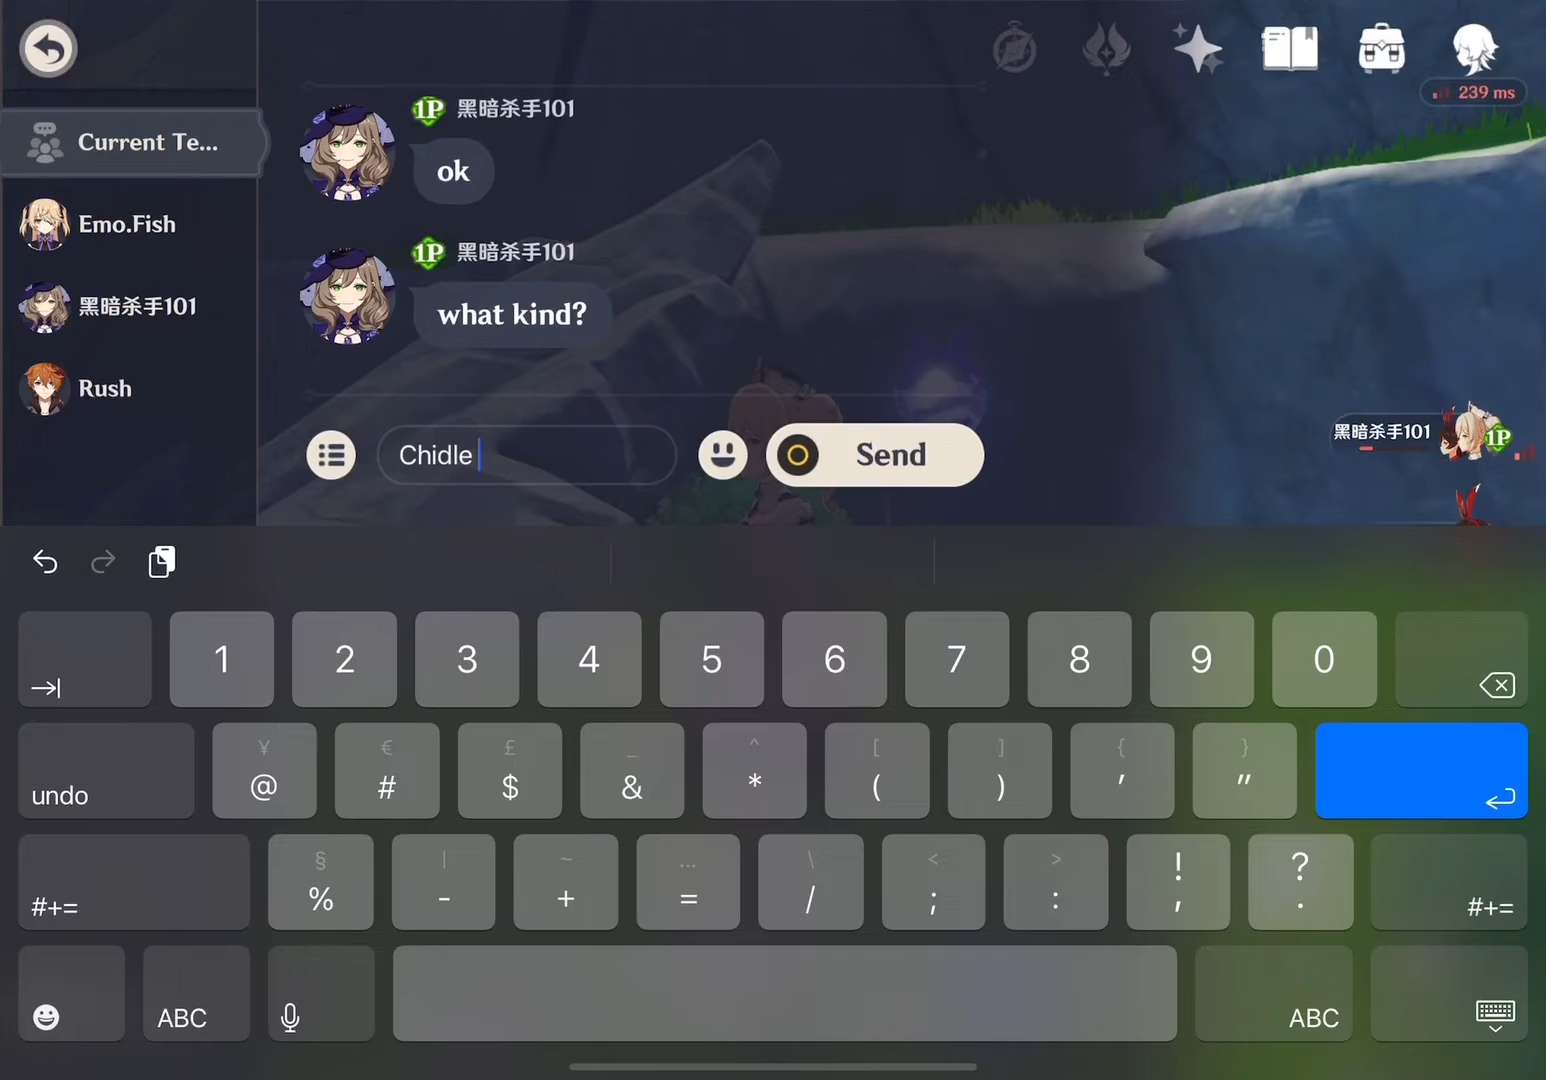 239 ms
Current Te...
Emo.Fish
黑暗杀手101
Rush
1P 黑暗杀手101
ok
1P 黑暗杀手101
what kind?
Chidle
Send
黑暗杀手101 1P
1 2 3 4 5 6 7 8 9 0
¥ € £ _ ^ [ ] { }
undo @ # $ & * ( ) ' "
§ | ~ ... \ < > ! ?
#+= % - + = / ; : , . #+=
ABC ABC